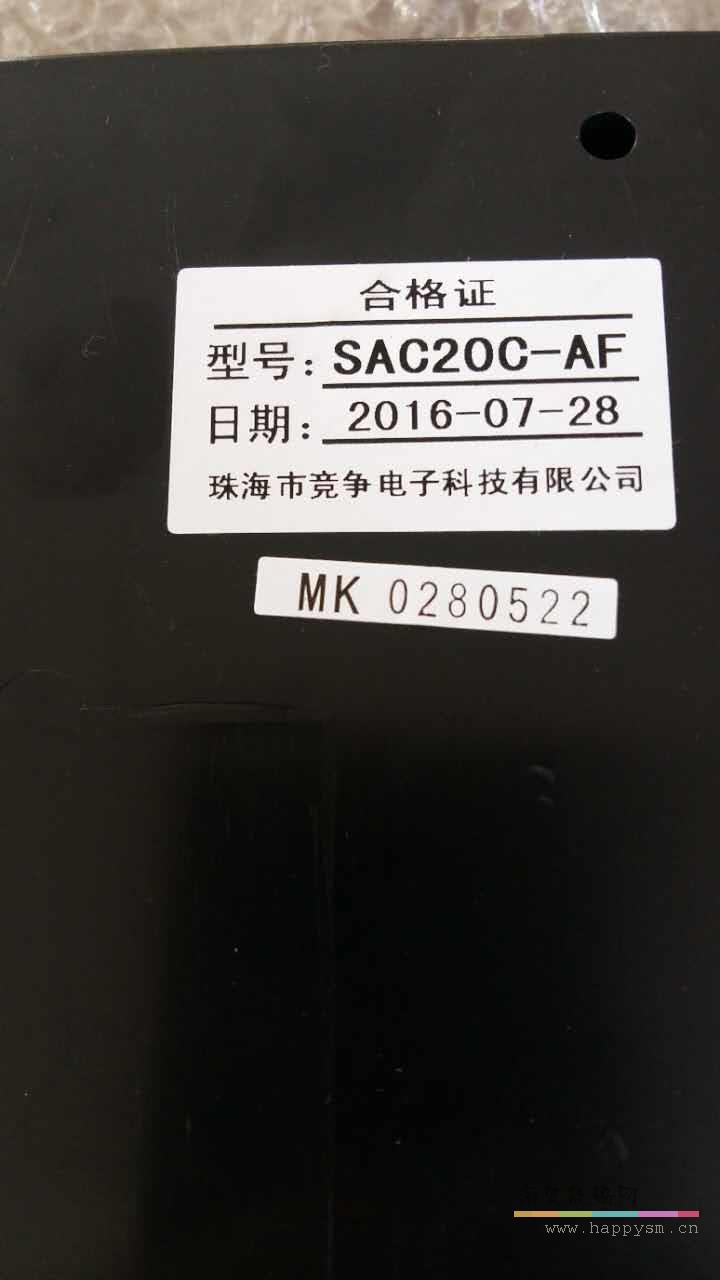 合格证
型号：SAC20C-AF
日期：2016-07-28
珠海市竞争电子科技有限公司
MK 0280522
www.happysm.cn